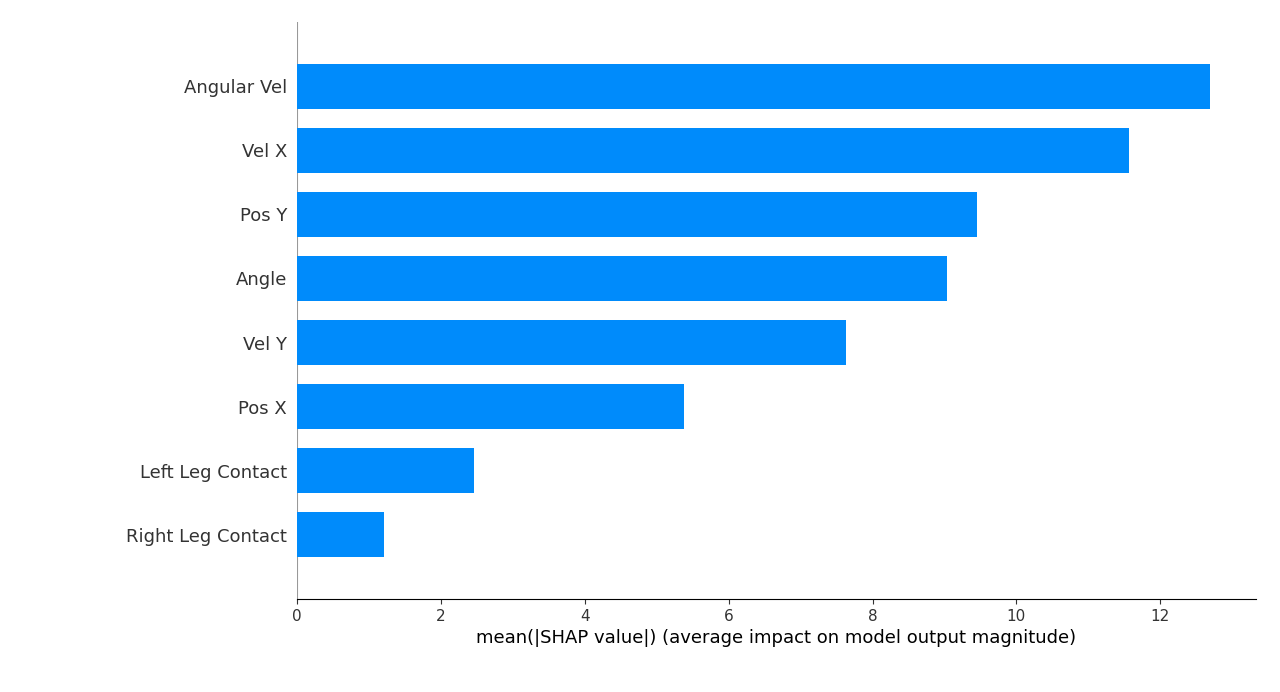 Angular Vel
Vel X
Pos Y
Angle
Vel Y
Pos X
Left Leg Contact
Right Leg Contact
0 2 4 6 8 10 12
mean(|SHAP value|) (average impact on model output magnitude)